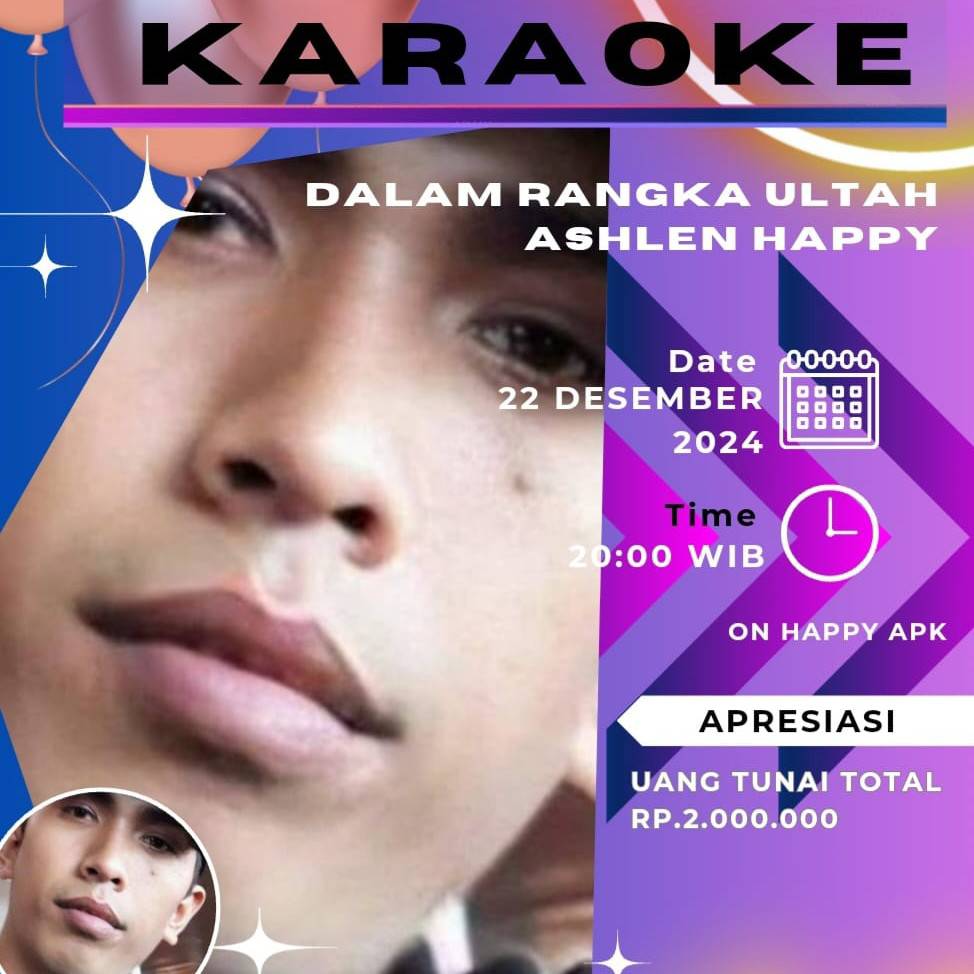 KARAOKE
DALAM RANGKA ULTAH
ASHLEN HAPPY
Date
22 DESEMBER
2024
Time
20:00 WIB
ON HAPPY APK
APRESIASI
UANG TUNAI TOTAL
RP.2.000.000